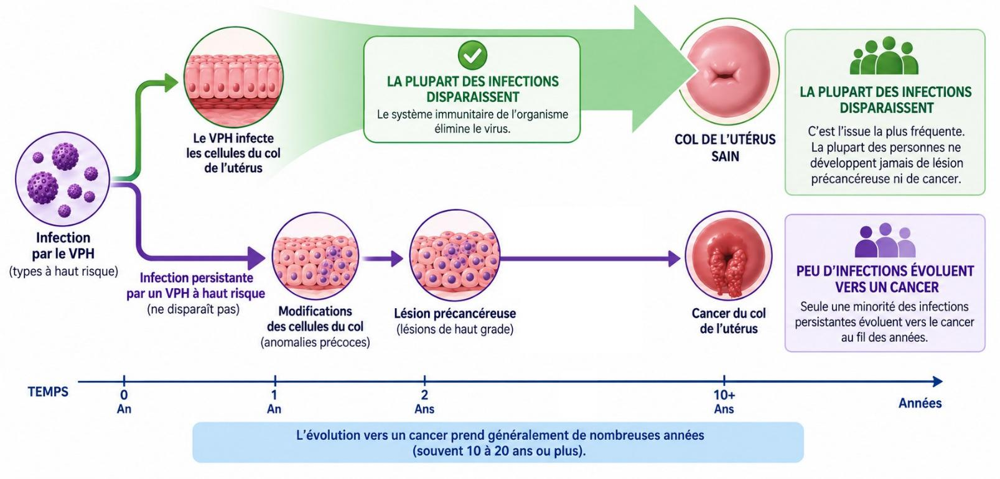 Infection
par le VPH
(types à haut risque)
Le VPH infecte
les cellules du col
de l’utérus
LA PLUPART DES INFECTIONS
DISPARAISSENT
Le système immunitaire de l’organisme
élimine le virus.
COL DE L’UTÉRUS
SAIN
LA PLUPART DES INFECTIONS
DISPARAISSENT
C’est l’issue la plus fréquente.
La plupart des personnes ne
développent jamais de lésion
précancéreuse ni de cancer.
Infection persistante
par un VPH à haut risque
(ne disparaît pas)
Modifications
des cellules du col
(anomalies précoces)
Lésion précancéreuse
(lésions de haut grade)
Cancer du col
de l’utérus
PEU D’INFECTIONS ÉVOLUENT
VERS UN CANCER
Seule une minorité des infections
persistantes évoluent vers le cancer
au fil des années.
TEMPS
0
An
1
An
2
Ans
10+
Ans
Années
L’évolution vers un cancer prend généralement de nombreuses années
(souvent 10 à 20 ans ou plus).